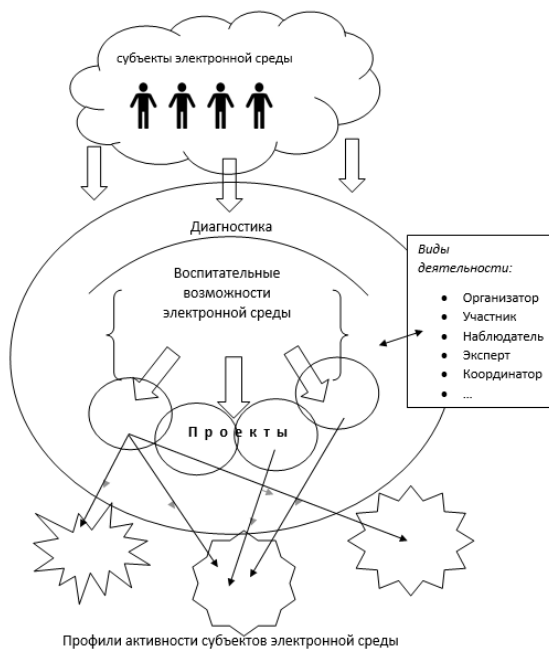 субъекты электронной среды
Диагностика
Воспитательные
возможности
электронной среды
Виды
деятельности:
• Организатор
• Участник
• Наблюдатель
• Эксперт
• Координатор
• ...
Проекты
Профили активности субъектов электронной среды